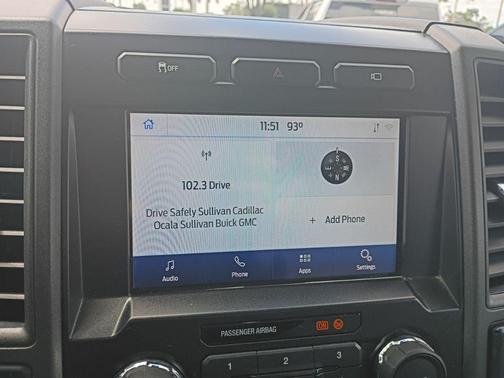 OFF
11:51 93°
102.3 Drive
Drive Safely Sullivan Cadillac
Ocala Sullivan Buick GMC
S
E
N
+ Add Phone
Audio
Phone
Apps
Settings
PASSENGER AIRBAG
ON
1 2 3